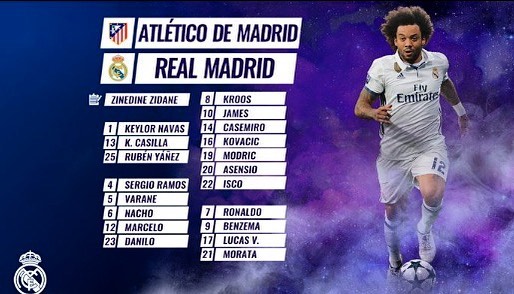 ATLÉTICO DE MADRID
REAL MADRID
ZINEDINE ZIDANE
1 KEYLOR NAVAS
13 K. CASILLA
25 RUBÉN YÁÑEZ
4 SERGIO RAMOS
5 VARANE
6 NACHO
12 MARCELO
23 DANILO
8 KROOS
10 JAMES
14 CASEMIRO
16 KOVACIC
19 MODRIC
20 ASENSIO
22 ISCO
7 RONALDO
9 BENZEMA
17 LUCAS V.
21 MORATA
Fly
Emirates
12